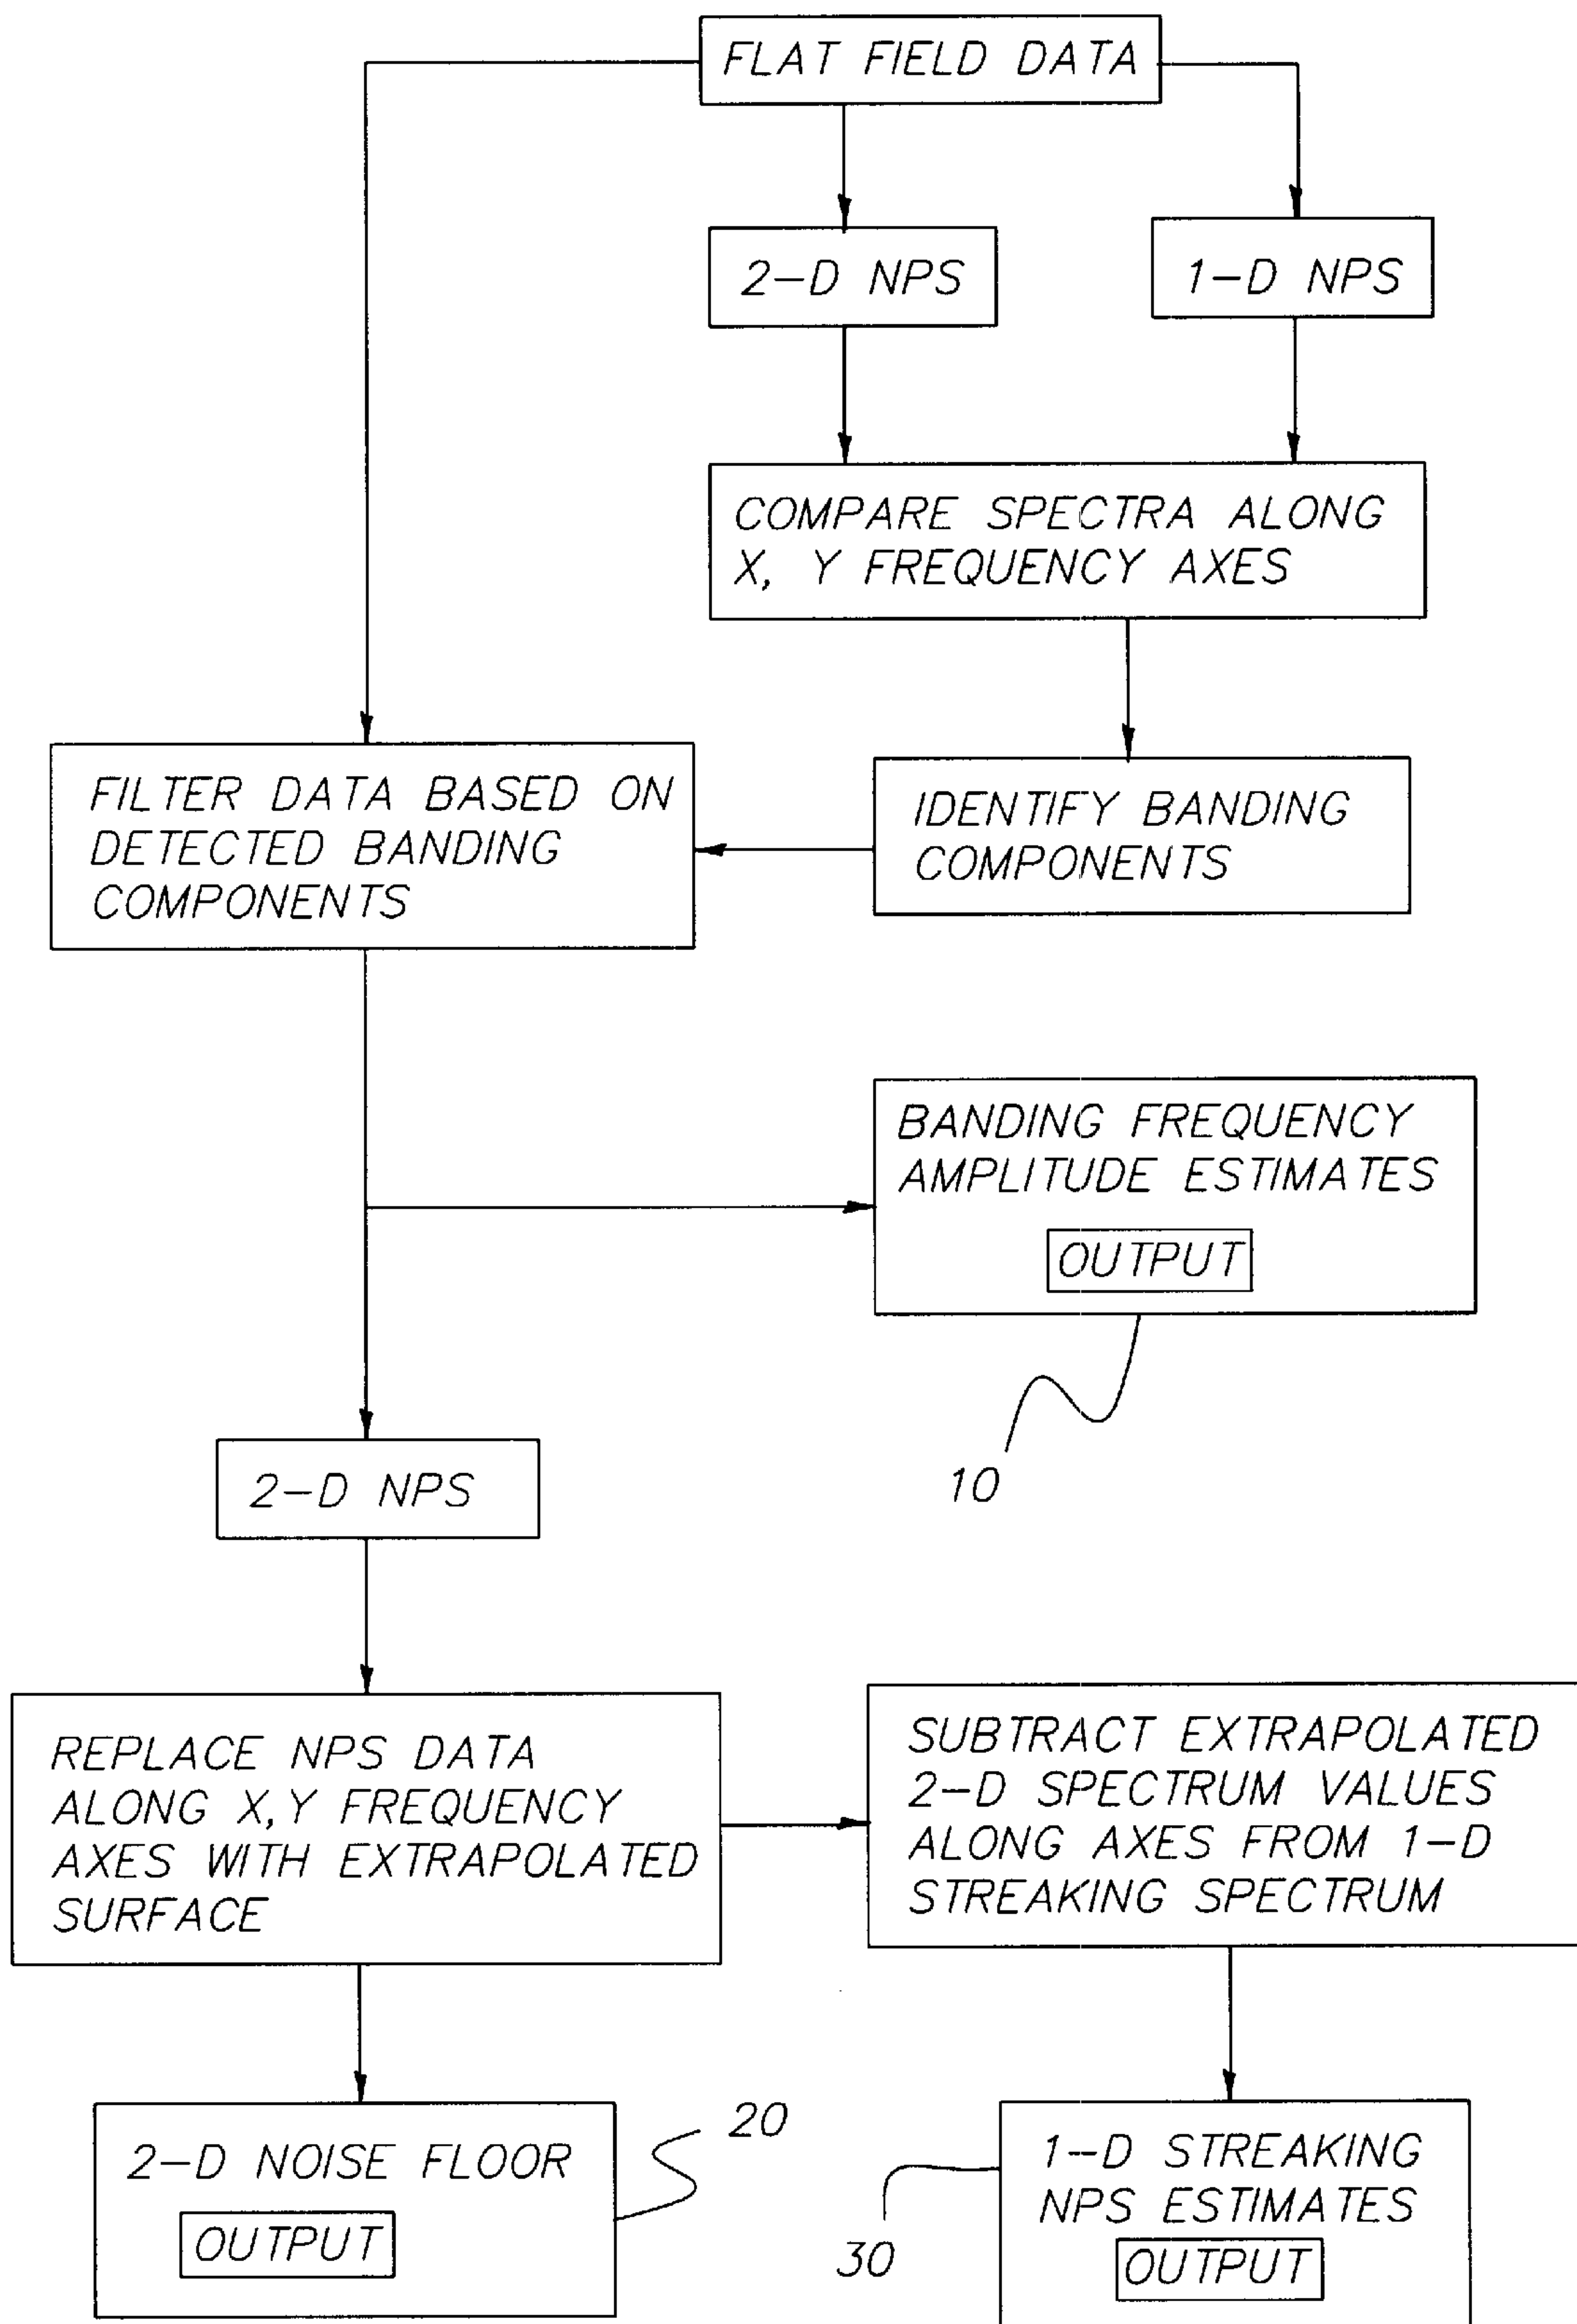 FLAT FIELD DATA
2-D NPS
1-D NPS
COMPARE SPECTRA ALONG
X, Y FREQUENCY AXES
FILTER DATA BASED ON
DETECTED BANDING
COMPONENTS
IDENTIFY BANDING
COMPONENTS
BANDING FREQUENCY
AMPLITUDE ESTIMATES
OUTPUT
10
2-D NPS
REPLACE NPS DATA
ALONG X,Y FREQUENCY
AXES WITH EXTRAPOLATED
SURFACE
SUBTRACT EXTRAPOLATED
2-D SPECTRUM VALUES
ALONG AXES FROM 1-D
STREAKING SPECTRUM
2-D NOISE FLOOR
OUTPUT
20
1-D STREAKING
NPS ESTIMATES
OUTPUT
30